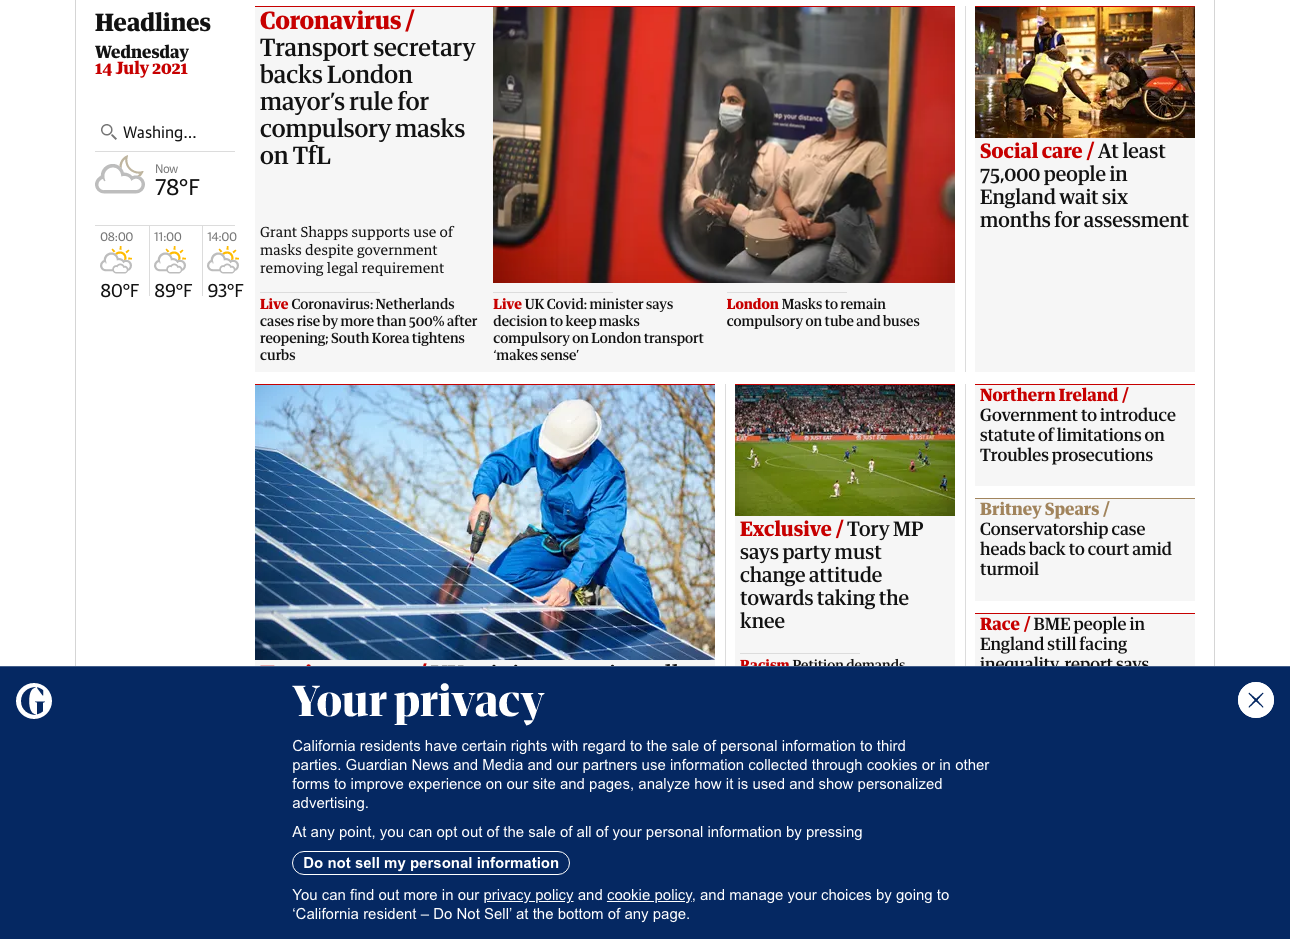 Headlines
Wednesday
14 July 2021
Washing...
Now
78°F
08:00
11:00
14:00
80°F
89°F
93°F
Coronavirus /
Transport secretary
backs London
mayor's rule for
compulsory masks
on TfL
Grant Shapps supports use of
masks despite government
removing legal requirement
Live Coronavirus: Netherlands
cases rise by more than 500% after
reopening; South Korea tightens
curbs
Live UK Covid: minister says
decision to keep masks
compulsory on London transport
‘makes sense’
London Masks to remain
compulsory on tube and buses
keep your distance
Social care / At least
75,000 people in
England wait six
months for assessment
JUST EAT
JUST EAT
JUST EAT
Exclusive / Tory MP
says party must
change attitude
towards taking the
knee
Racism Petition demands
Northern Ireland /
Government to introduce
statute of limitations on
Troubles prosecutions
Britney Spears /
Conservatorship case
heads back to court amid
turmoil
Race / BME people in
England still facing
inequality, report says
Your privacy
California residents have certain rights with regard to the sale of personal information to third
parties. Guardian News and Media and our partners use information collected through cookies or in other
forms to improve experience on our site and pages, analyze how it is used and show personalized
advertising.
At any point, you can opt out of the sale of all of your personal information by pressing
Do not sell my personal information
You can find out more in our privacy policy and cookie policy, and manage your choices by going to
‘California resident – Do Not Sell’ at the bottom of any page.